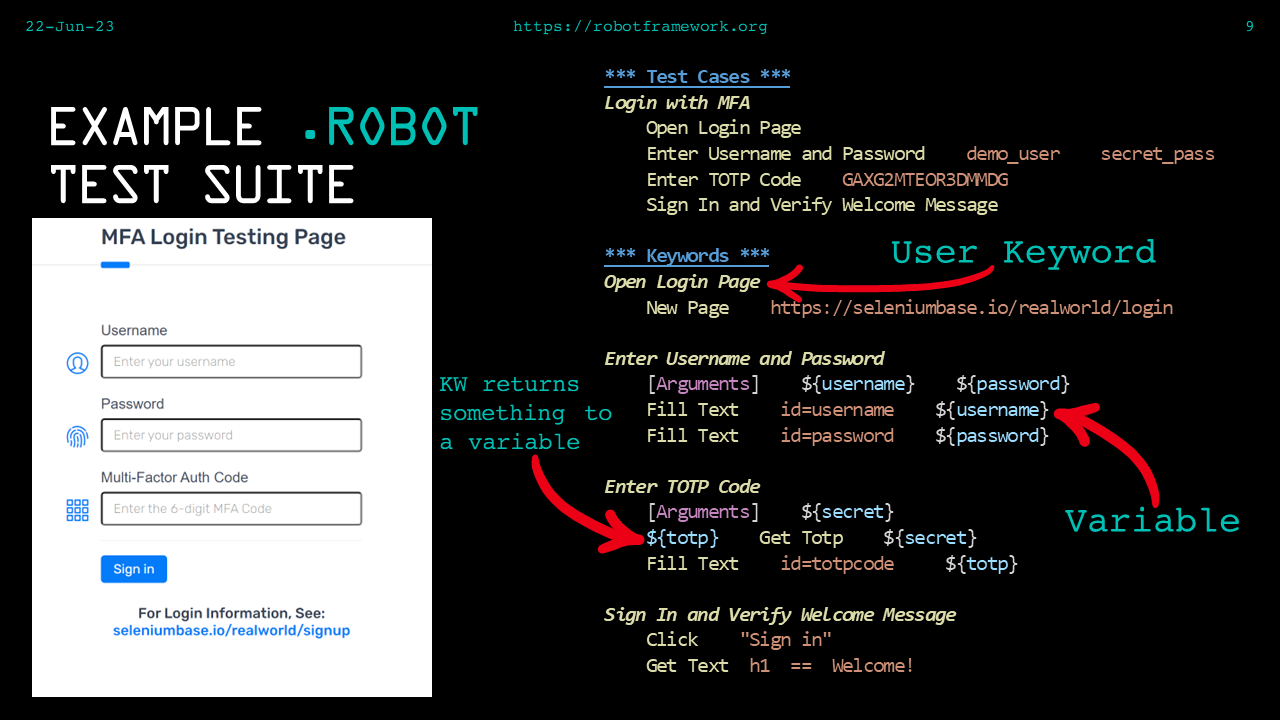 22-Jun-23
https://robotframework.org
9
EXAMPLE .ROBOT
TEST SUITE
MFA Login Testing Page
Username
Enter your username
Password
Enter your password
Multi-Factor Auth Code
Enter the 6-digit MFA Code
Sign in
For Login Information, See:
seleniumbase.io/realworld/signup
KW returns
something to
a variable
*** Test Cases ***
Login with MFA
    Open Login Page
    Enter Username and Password    demo_user    secret_pass
    Enter TOTP Code    GAXG2MTEOR3DMMDG
    Sign In and Verify Welcome Message
*** Keywords ***
User Keyword
Open Login Page
    New Page    https://seleniumbase.io/realworld/login
Enter Username and Password
    [Arguments]    ${username}    ${password}
    Fill Text    id=username    ${username}
    Fill Text    id=password    ${password}
Variable
Enter TOTP Code
    [Arguments]    ${secret}
    ${totp}    Get Totp    ${secret}
    Fill Text    id=totpcode    ${totp}
Sign In and Verify Welcome Message
    Click    "Sign in"
    Get Text  h1  ==  Welcome!